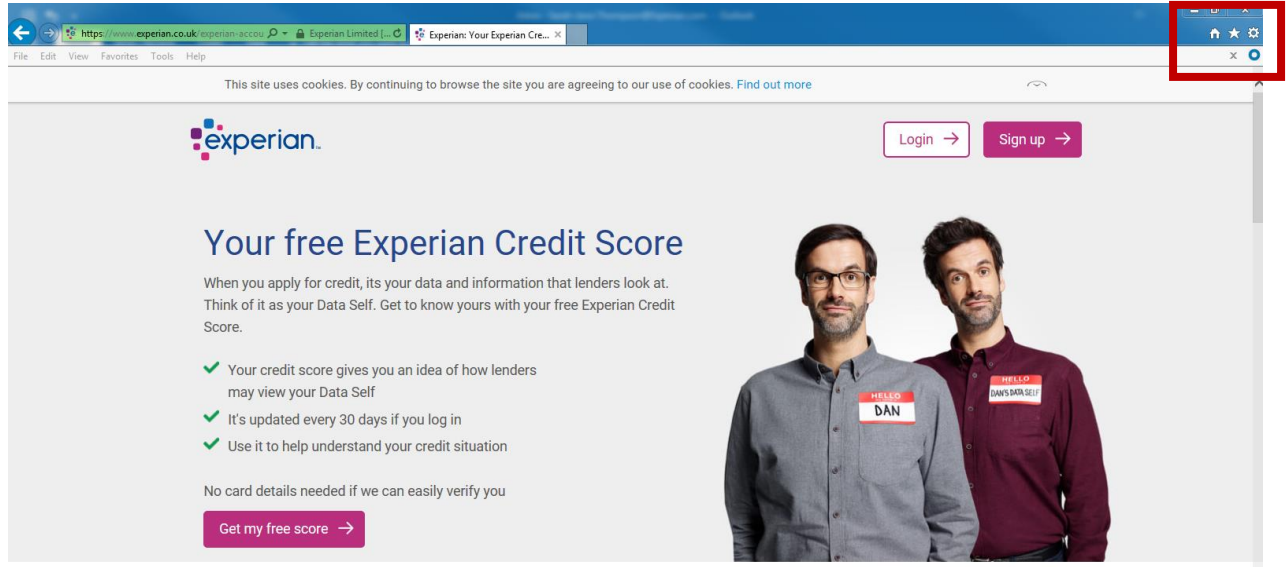 https://www.experian.co.uk/experian-accou
Experian Limited [...
Experian: Your Experian Cre...
File Edit View Favorites Tools Help
This site uses cookies. By continuing to browse the site you are agreeing to our use of cookies. Find out more
experian
Login
Sign up
Your free Experian Credit Score
When you apply for credit, its your data and information that lenders look at.
Think of it as your Data Self. Get to know yours with your free Experian Credit
Score.
Your credit score gives you an idea of how lenders
may view your Data Self
It's updated every 30 days if you log in
Use it to help understand your credit situation
No card details needed if we can easily verify you
Get my free score
HELLO
DAN
HELLO
DAN'S DATA SELF